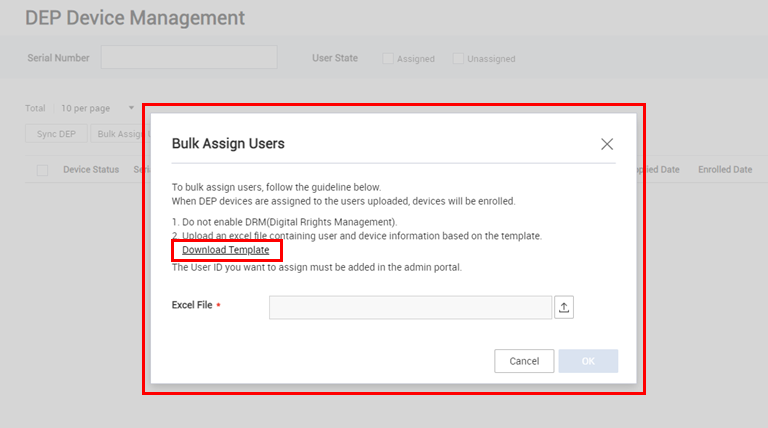 DEP Device Management
Serial Number
User State
Assigned
Unassigned
Total
10 per page
Sync DEP
Bulk Assign
Device Status
Date
Enrolled Date
Bulk Assign Users
To bulk assign users, follow the guideline below.
When DEP devices are assigned to the users uploaded, devices will be enrolled.
1. Do not enable DRM(Digital Rrights Management).
2. Upload an excel file containing user and device information based on the template.
Download Template
The User ID you want to assign must be added in the admin portal.
Excel File *
Cancel
OK